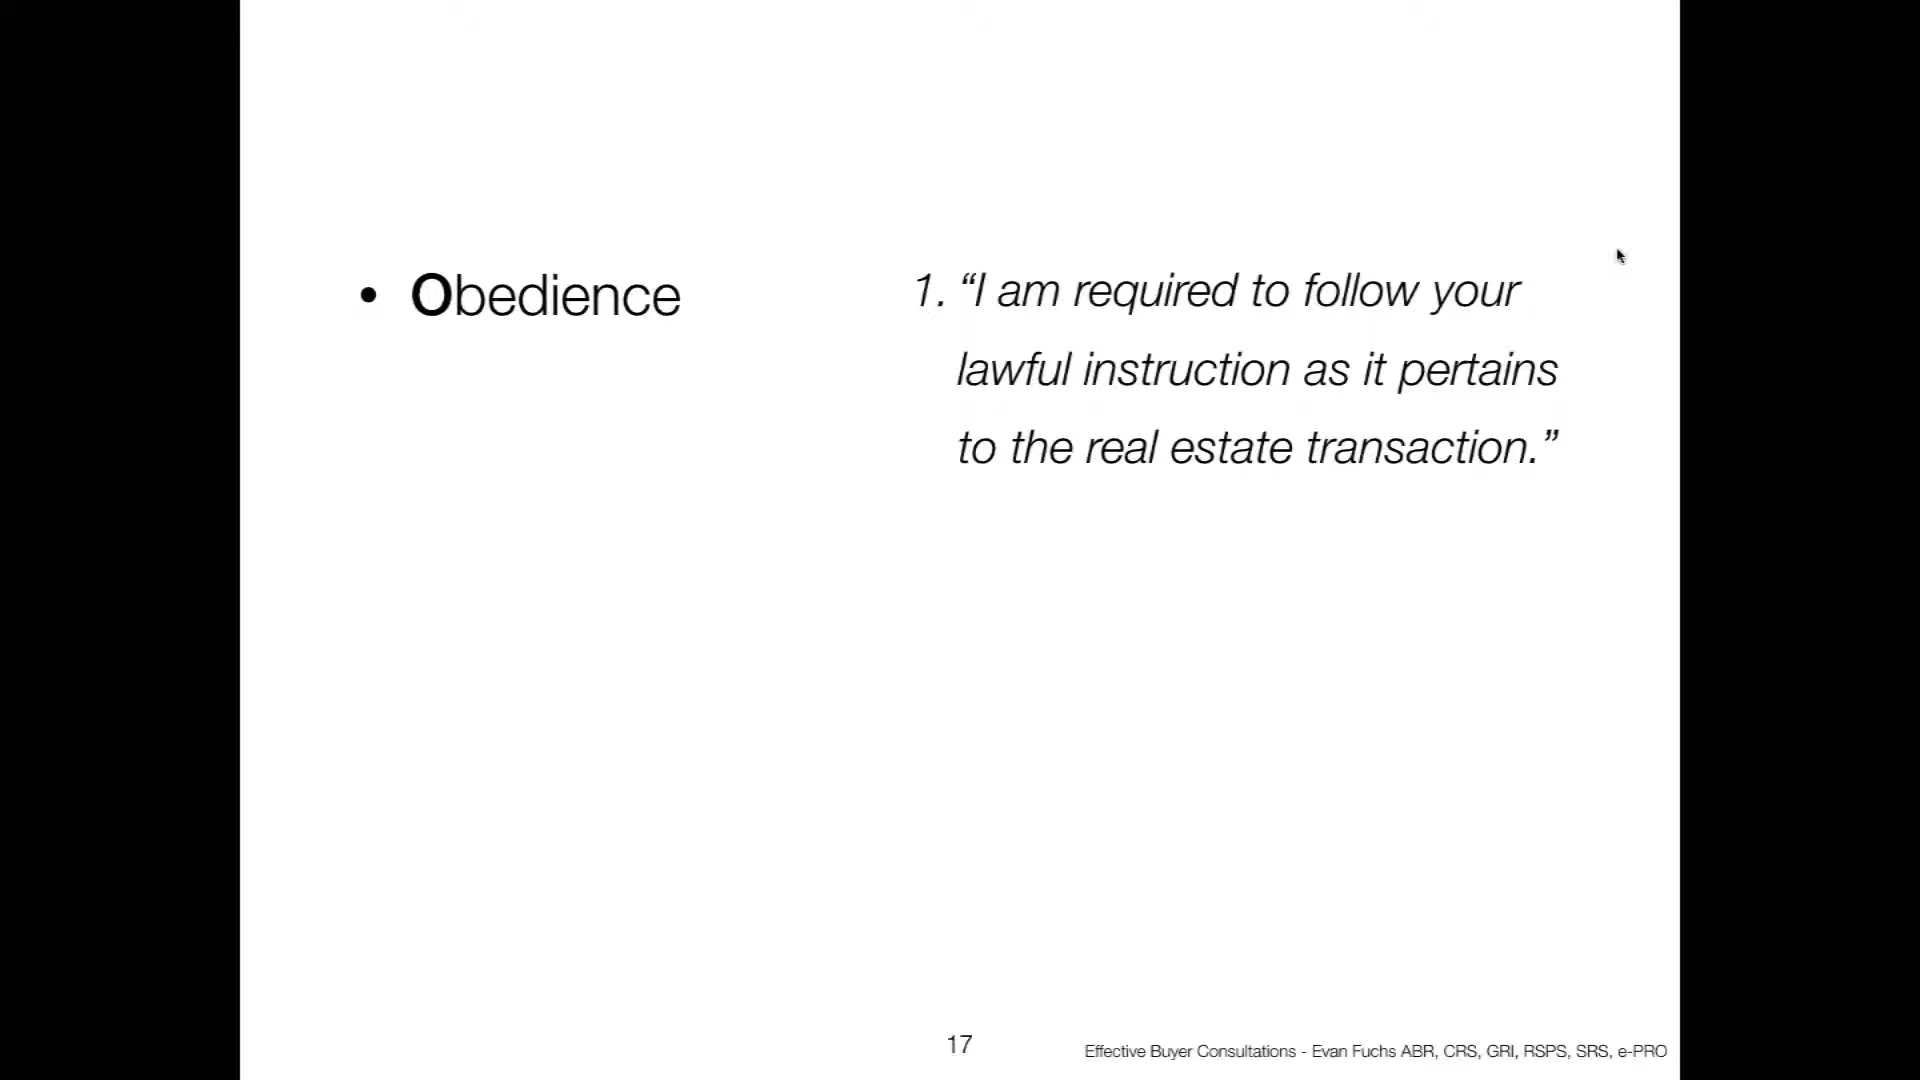 • Obedience
1. “I am required to follow your
lawful instruction as it pertains
to the real estate transaction.”
17
Effective Buyer Consultations - Evan Fuchs ABR, CRS, GRI, RSPS, SRS, e-PRO